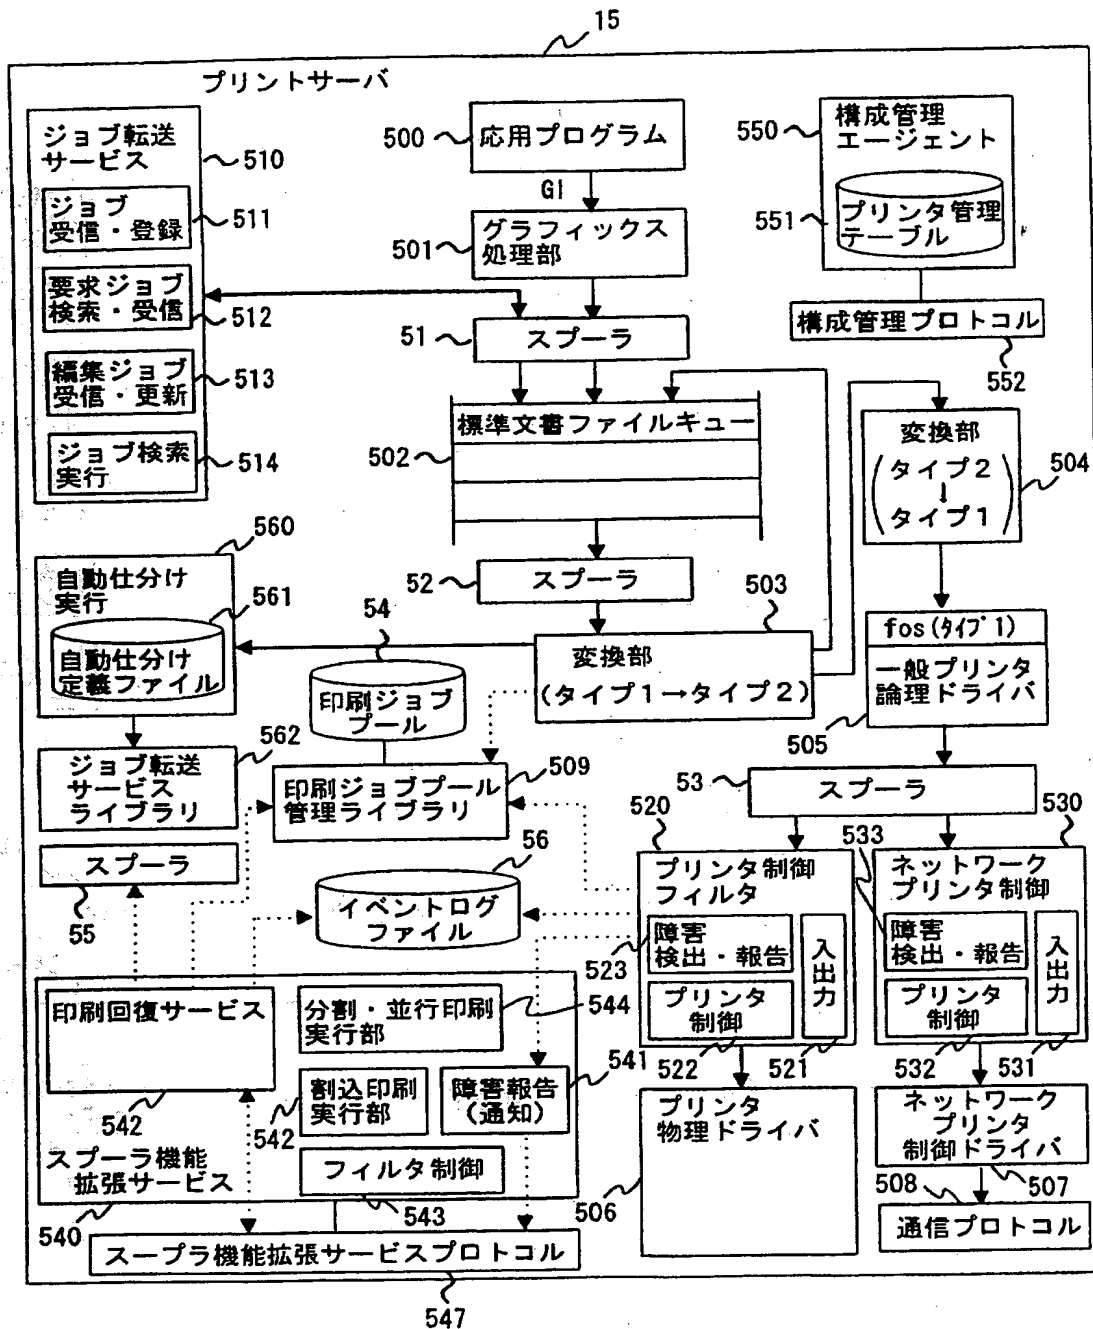 15
プリントサーバ
ジョブ転送
サービス
510
ジョブ
受信・登録
511
要求ジョブ
検索・受信
512
編集ジョブ
受信・更新
513
ジョブ検索
実行
514
500
応用プログラム
GI
501
グラフィックス
処理部
51
スプーラ
標準文書ファイルキュー
502
52
スプーラ
503
変換部
(タイプ1→タイプ2)
550
構成管理
エージェント
551
プリンタ管理
テーブル
構成管理プロトコル
552
変換部
(タイプ2
↓
タイプ1)
504
fos(タイプ1)
一般プリンタ
論理ドライバ
505
560
自動仕分け
実行
561
自動仕分け
定義ファイル
562
ジョブ転送
サービス
ライブラリ
スプーラ
55
54
印刷ジョブ
プール
509
印刷ジョブプール
管理ライブラリ
56
イベントログ
ファイル
53
スプーラ
520
プリンタ制御
フィルタ
523
障害
検出・報告
プリンタ
制御
入出力
522
521
530
533
ネットワーク
プリンタ制御
障害
検出・報告
プリンタ
制御
入出力
532
531
印刷回復サービス
542
分割・並行印刷
実行部
544
割込印刷
実行部
542
障害報告
(通知)
541
フィルタ制御
543
スプーラ機能
拡張サービス
540
スープラ機能拡張サービスプロトコル
547
プリンタ
物理ドライバ
506
ネットワーク
プリンタ
制御ドライバ
507
508
通信プロトコル